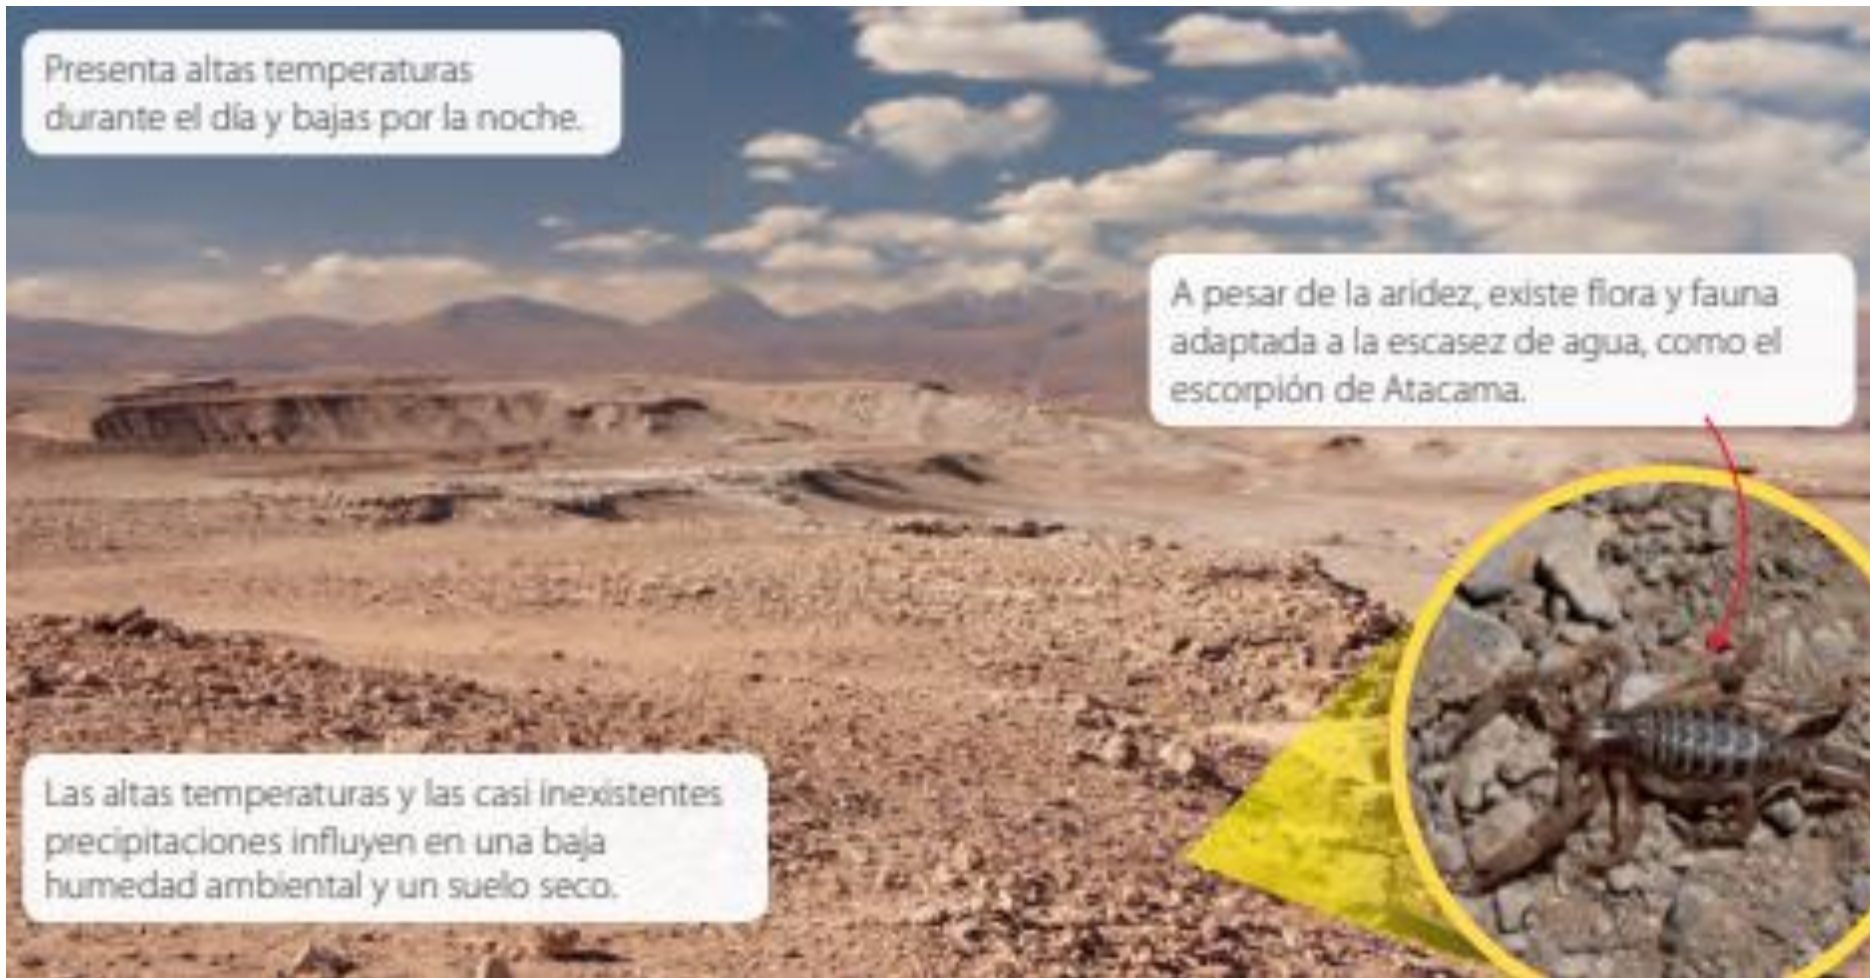 Presenta altas temperaturas
durante el día y bajas por la noche.
A pesar de la aridez, existe flora y fauna
adaptada a la escasez de agua, como el
escorpión de Atacama.
Las altas temperaturas y las casi inexistentes
precipitaciones influyen en una baja
humedad ambiental y un suelo seco.